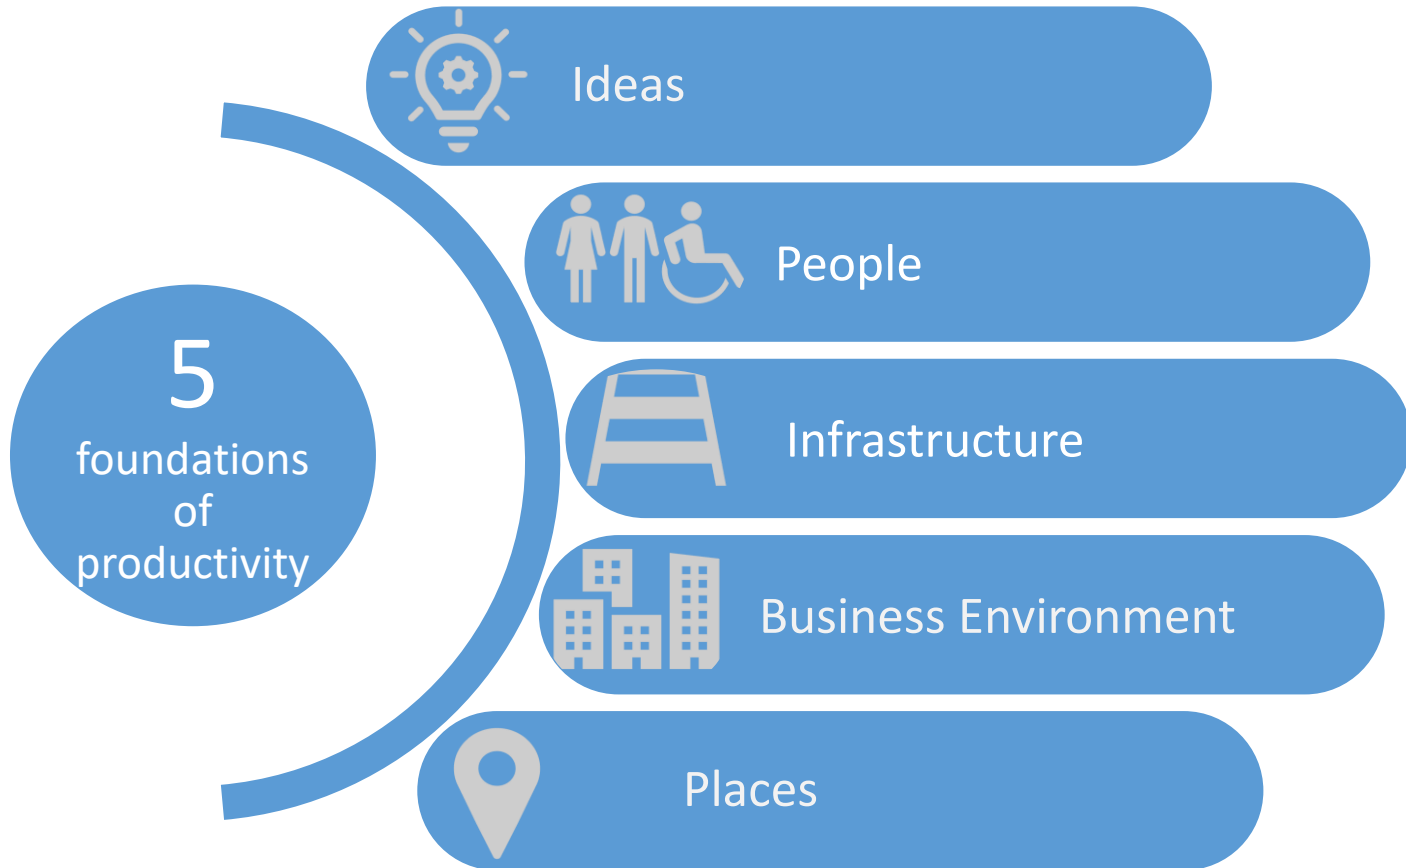 Ideas
People
5
foundations
of
productivity
Infrastructure
Business Environment
Places